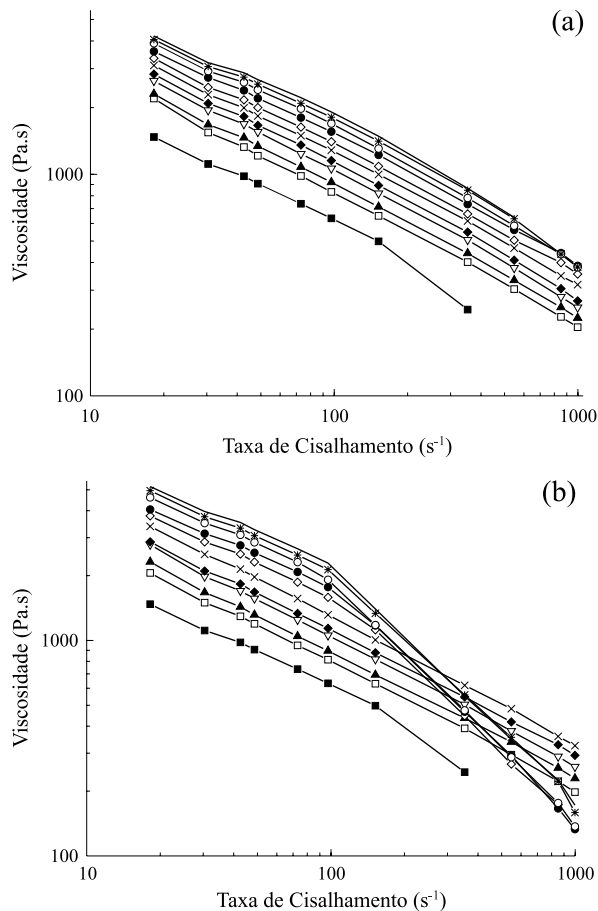 (a)
Viscosidade (Pa.s)
1000
100
10
100
1000
Taxa de Cisalhamento (s⁻¹)
(b)
Viscosidade (Pa.s)
1000
100
10
100
1000
Taxa de Cisalhamento (s⁻¹)